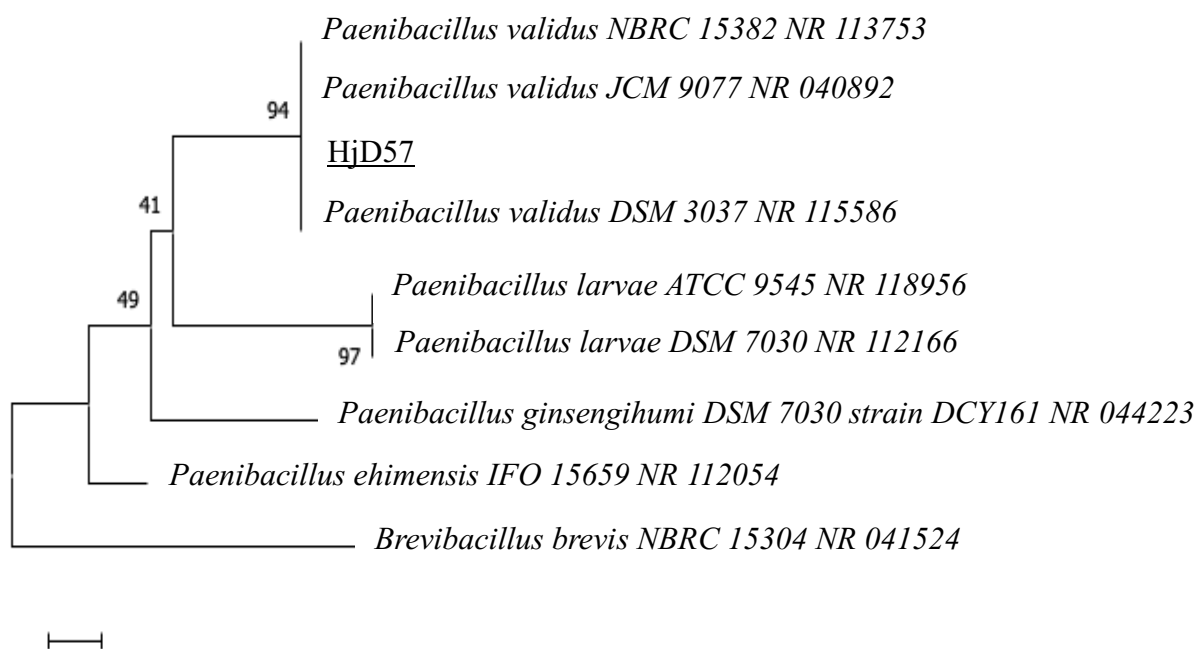 Paenibacillus validus NBRC 15382 NR 113753
Paenibacillus validus JCM 9077 NR 040892
94
HjD57
Paenibacillus validus DSM 3037 NR 115586
41
Paenibacillus larvae ATCC 9545 NR 118956
49
Paenibacillus larvae DSM 7030 NR 112166
97
Paenibacillus ginsengihumi DSM 7030 strain DCY161 NR 044223
Paenibacillus ehimensis IFO 15659 NR 112054
Brevibacillus brevis NBRC 15304 NR 041524